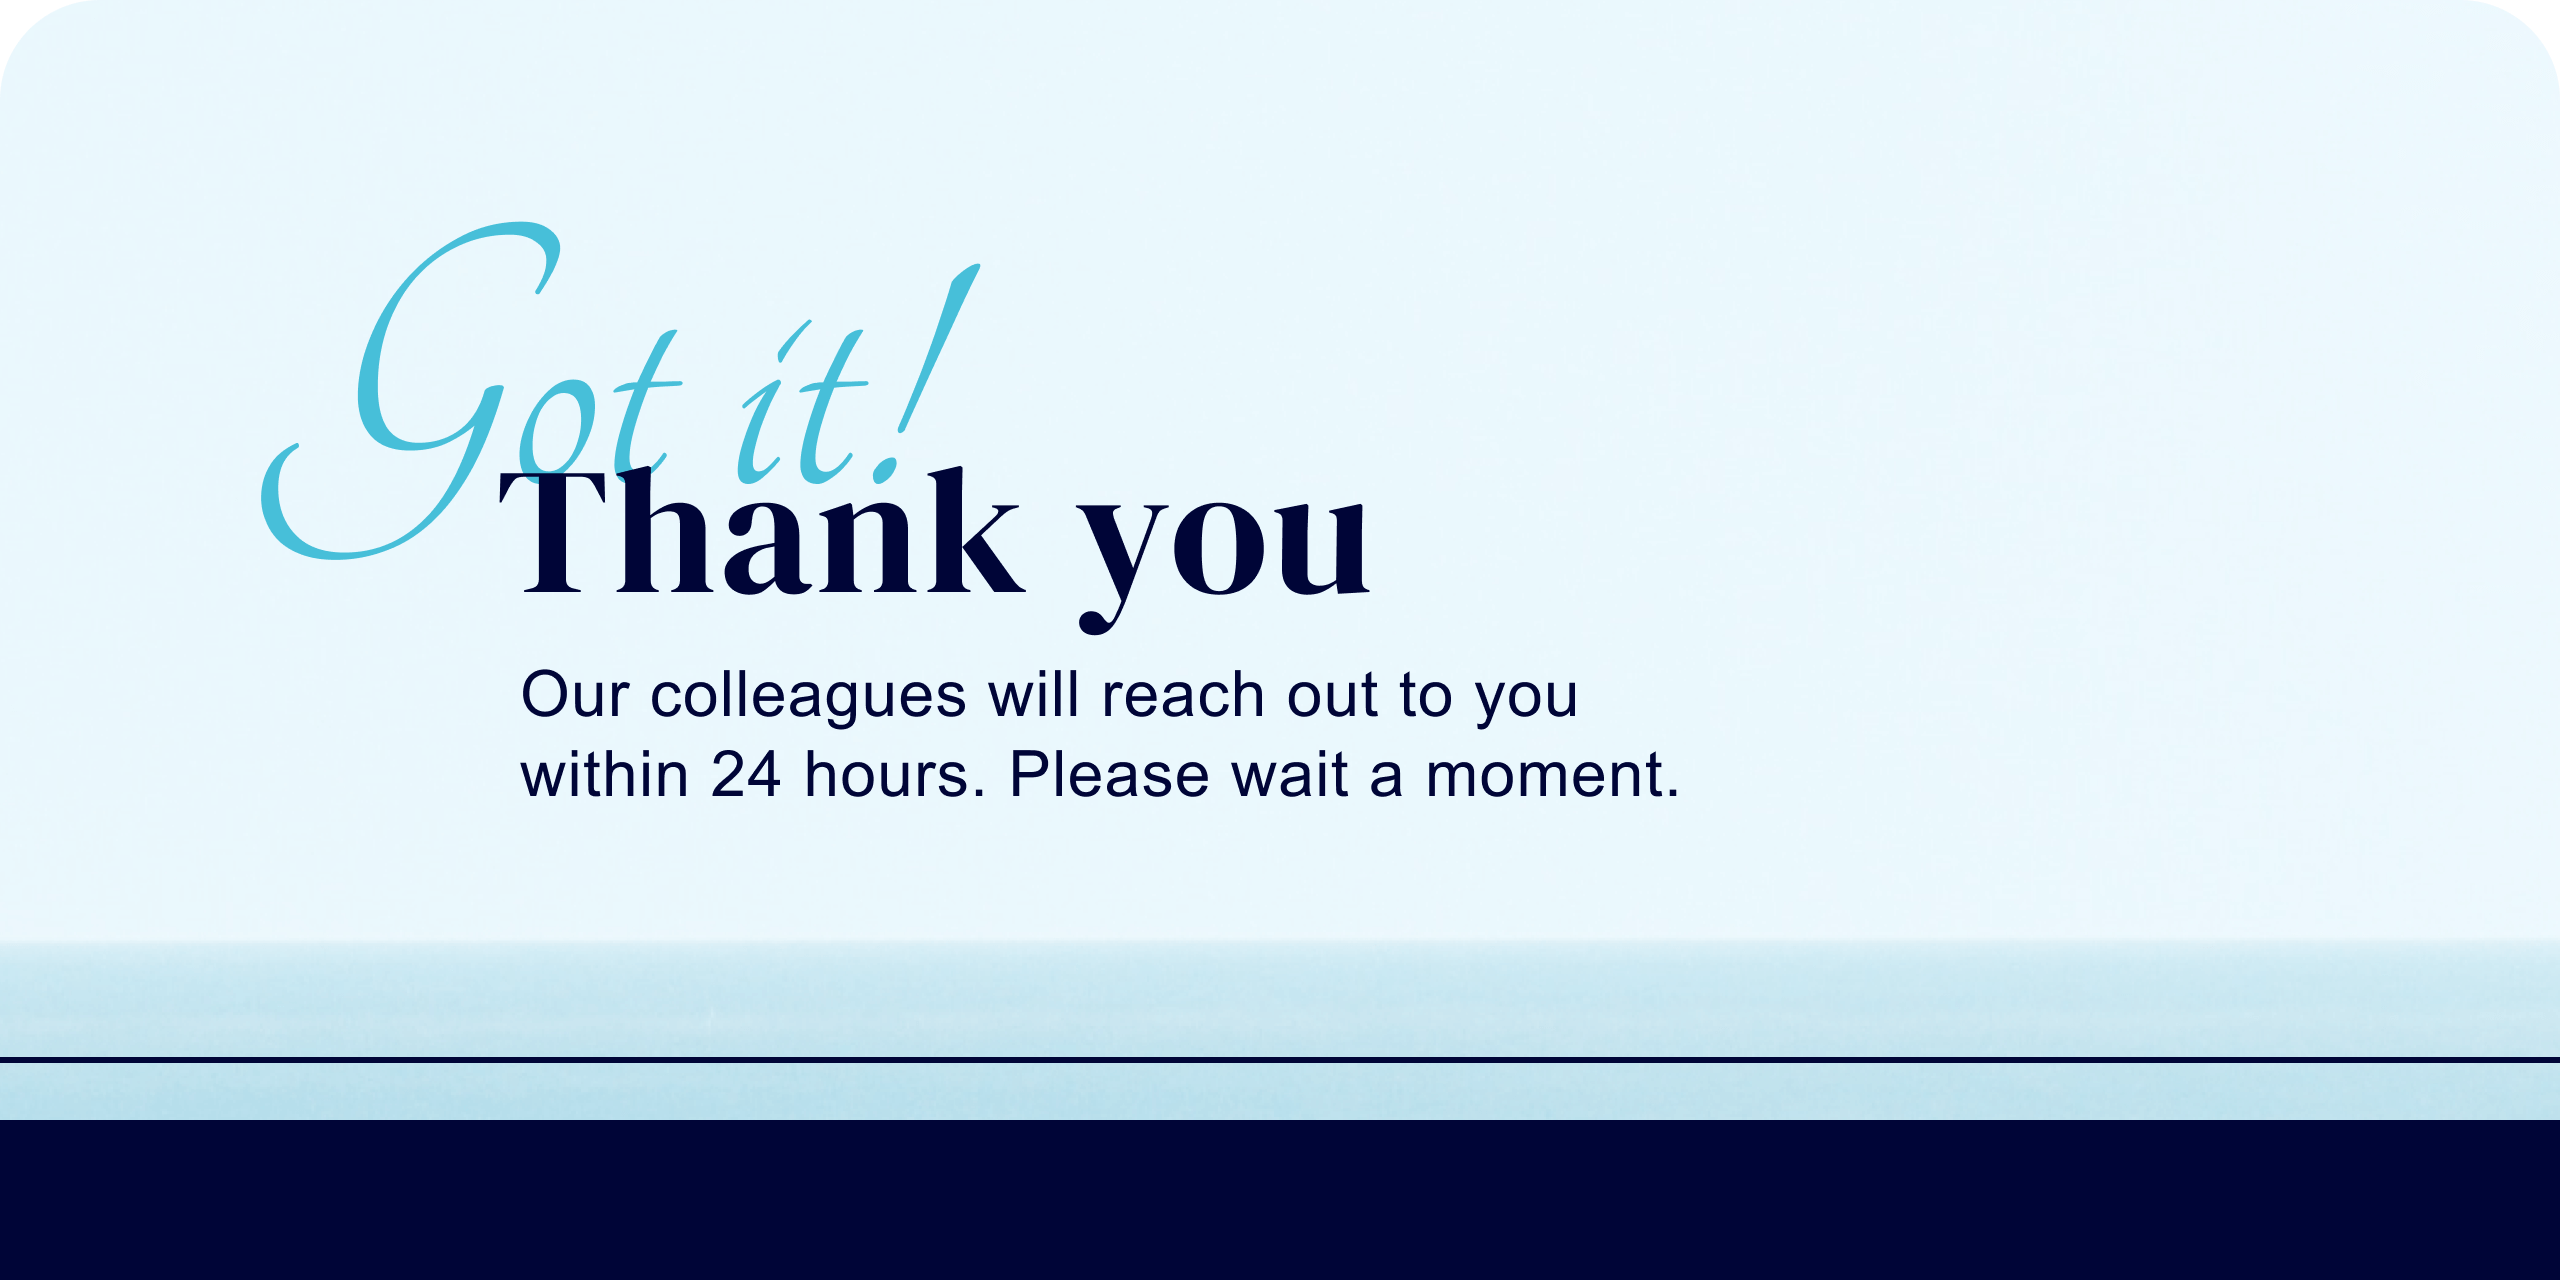 Got it!
Thank you
Our colleagues will reach out to you
within 24 hours. Please wait a moment.